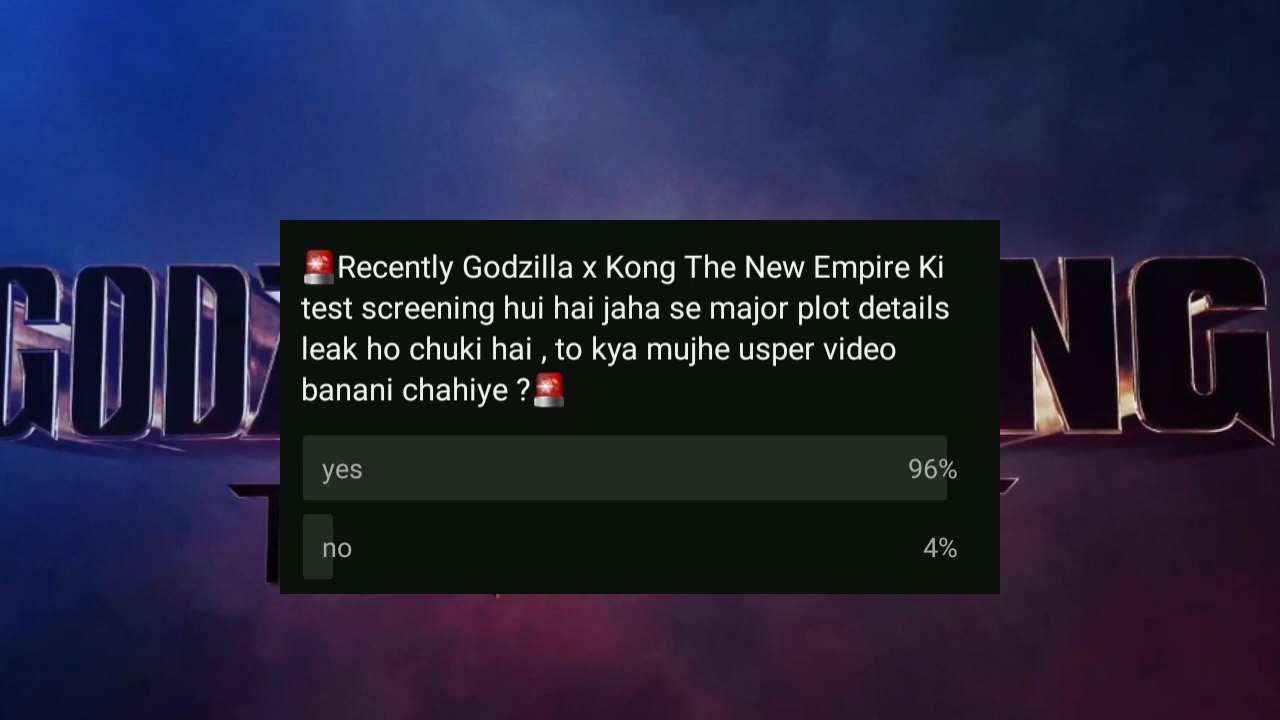 🚨Recently Godzilla x Kong The New Empire Ki
test screening hui hai jaha se major plot details
leak ho chuki hai , to kya mujhe usper video
banani chahiye ?🚨
yes 96%
no 4%